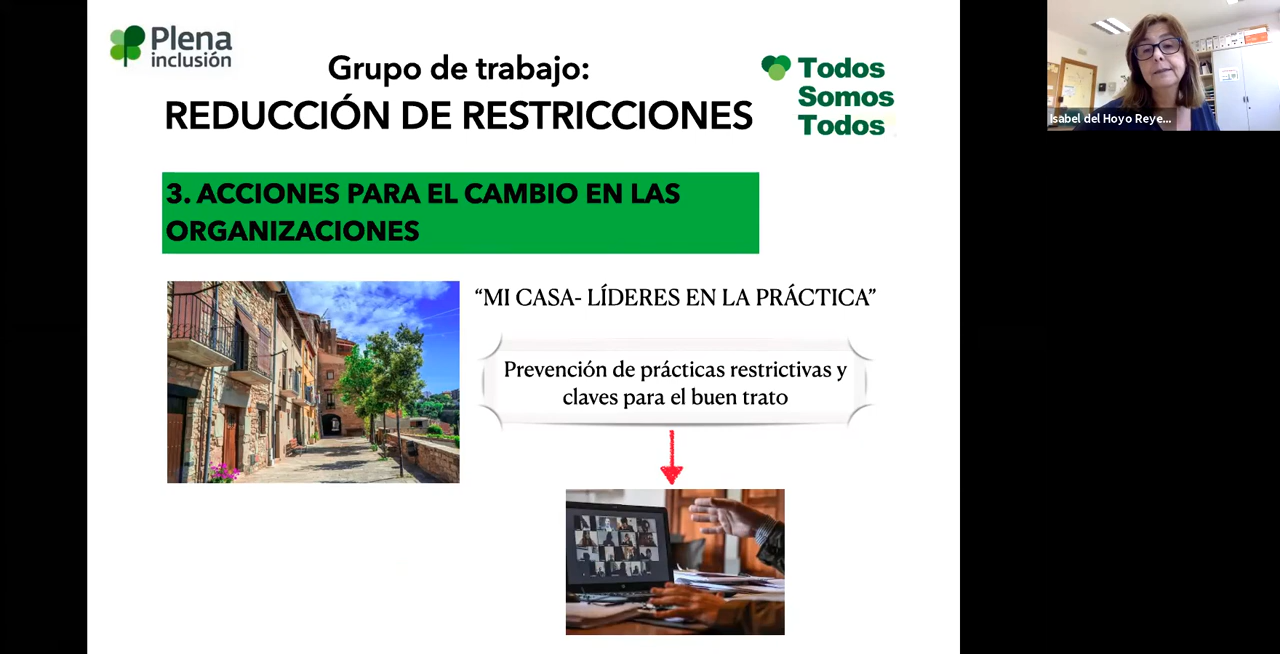 Plena
inclusión
Grupo de trabajo:
REDUCCIÓN DE RESTRICCIONES
Todos
Somos
Todos
3. ACCIONES PARA EL CAMBIO EN LAS
ORGANIZACIONES
“MI CASA- LÍDERES EN LA PRÁCTICA”
Prevención de prácticas restrictivas y
claves para el buen trato
Isabel del Hoyo Reye...